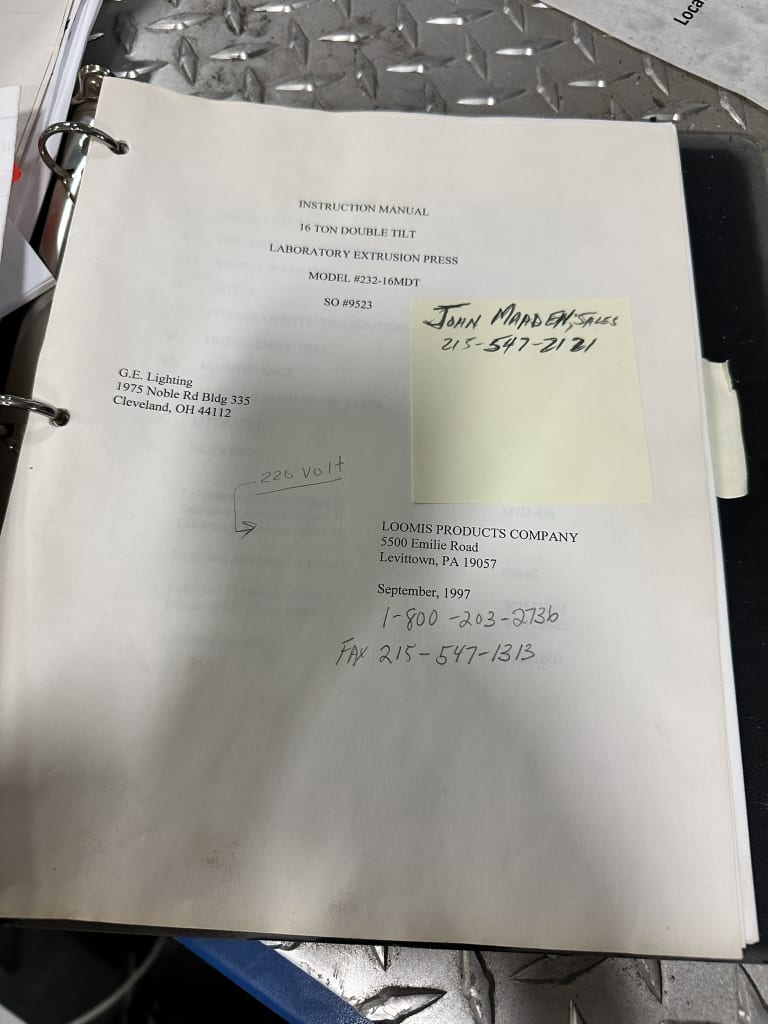 Loca
INSTRUCTION MANUAL
16 TON DOUBLE TILT
LABORATORY EXTRUSION PRESS
MODEL #232-16MDT
SO #9523
JOHN MARDEN, SALES
215-547-2121
G.E. Lighting
1975 Noble Rd Bldg 335
Cleveland, OH 44112
220 VOLT
LOOMIS PRODUCTS COMPANY
5500 Emilie Road
Levittown, PA 19057
September, 1997
1-800-203-2736
FAX 215-547-1313